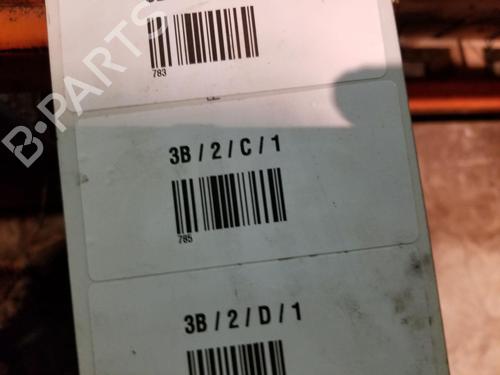 783
3B / 2 / C / 1
785
3B / 2 / D / 1
B-PARTS